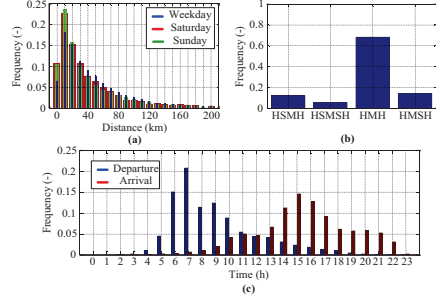 0.25
0.2
0.15
0.1
0.05
0
Frequency (-)
Weekday
Saturday
Sunday
0 40 80 120 160 200
Distance (km)
(a)
1
0.8
0.6
0.4
0.2
0
Frequency (-)
HSMH HSMSH HMH HMSH
(b)
0.25
0.2
0.15
0.1
0.05
0
Frequency (-)
Departure
Arrival
0 1 2 3 4 5 6 7 8 9 10 11 12 13 14 15 16 17 18 19 20 21 22 23
Time (h)
(c)